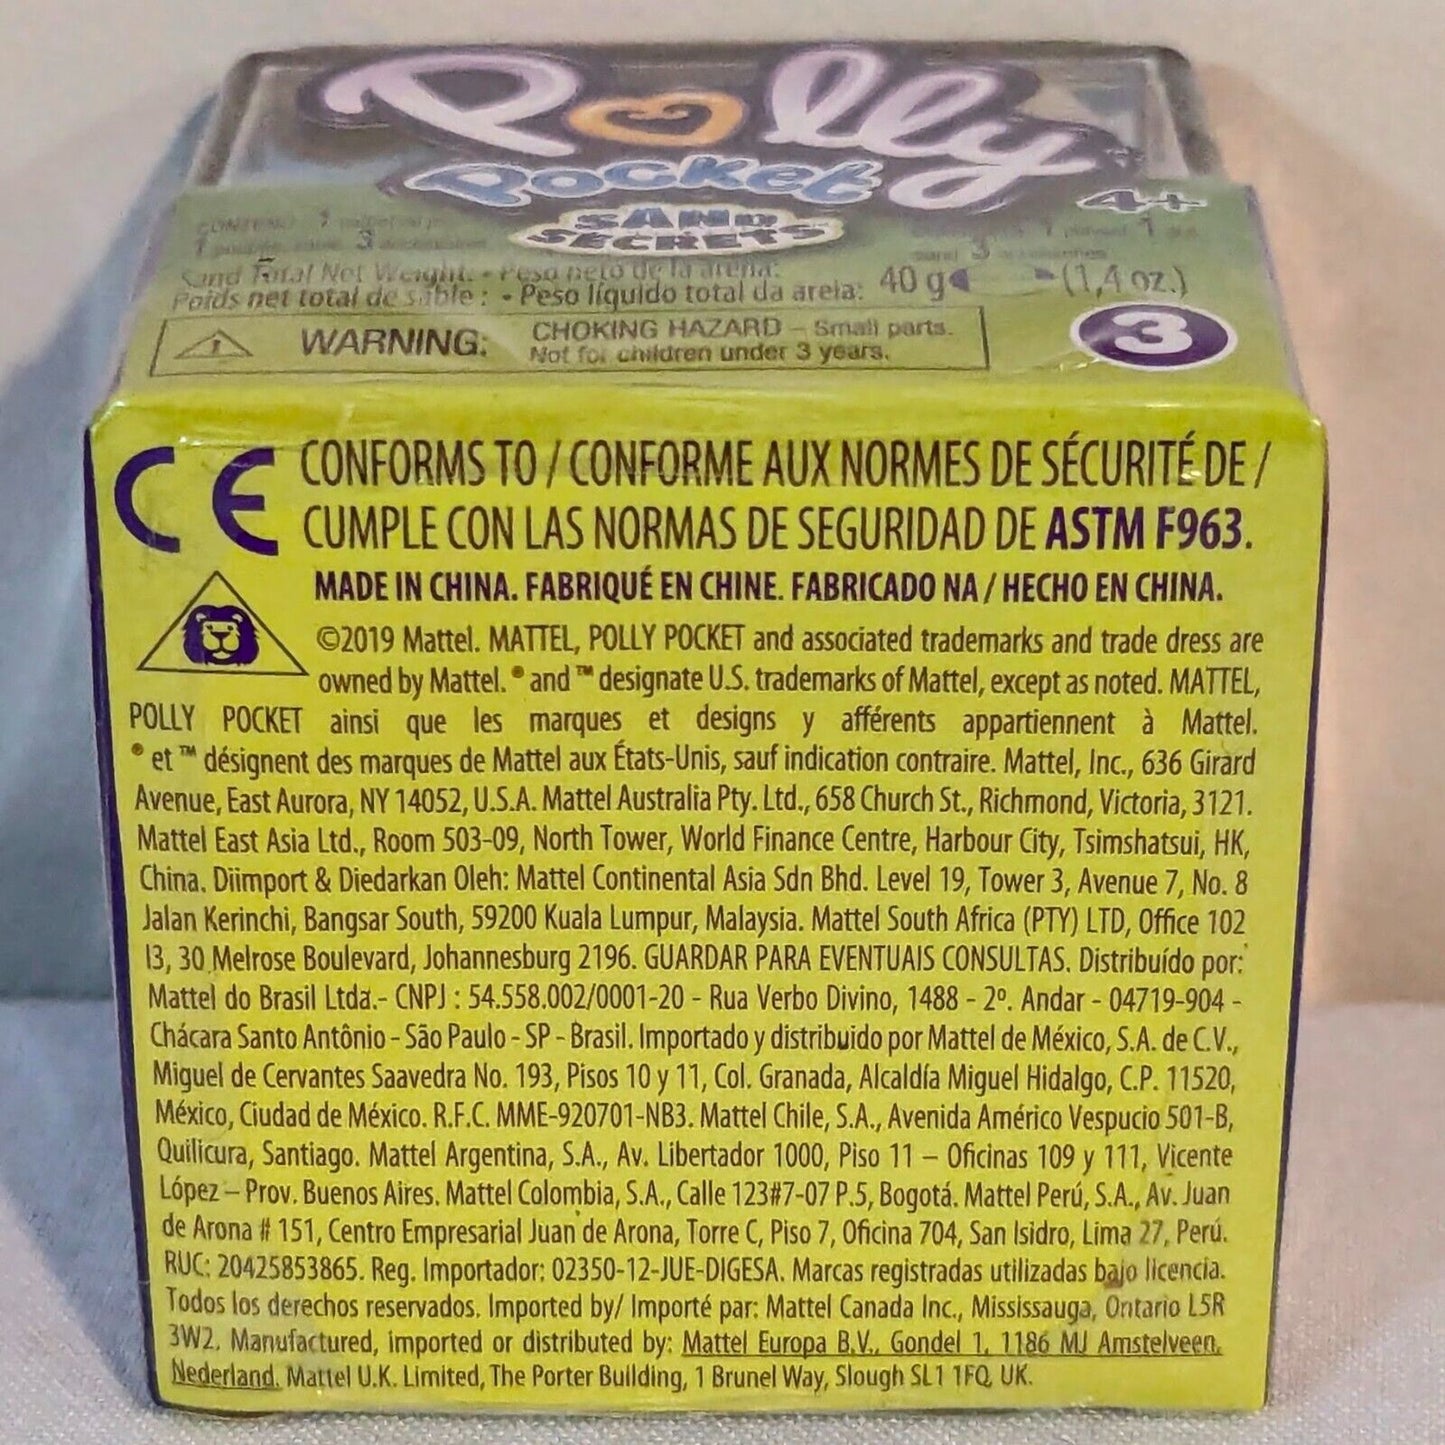 Polly
Pocket
SAND
SECRETS
4+
Sand Total Net Weight: • Peso neto de la arena:
Poids net total de sable : • Peso líquido total da areia: 40 g (1,4 oz.)
WARNING: CHOKING HAZARD – Small parts.
Not for children under 3 years.
3
CE CONFORMS TO / CONFORME AUX NORMES DE SÉCURITÉ DE /
CUMPLE CON LAS NORMAS DE SEGURIDAD DE ASTM F963.
MADE IN CHINA. FABRIQUÉ EN CHINE. FABRICADO NA / HECHO EN CHINA.
©2019 Mattel. MATTEL, POLLY POCKET and associated trademarks and trade dress are
owned by Mattel. ® and ™ designate U.S. trademarks of Mattel, except as noted. MATTEL,
POLLY POCKET ainsi que les marques et designs y afférents appartiennent à Mattel.
® et ™ désignent des marques de Mattel aux États-Unis, sauf indication contraire. Mattel, Inc., 636 Girard
Avenue, East Aurora, NY 14052, U.S.A. Mattel Australia Pty. Ltd., 658 Church St., Richmond, Victoria, 3121.
Mattel East Asia Ltd., Room 503-09, North Tower, World Finance Centre, Harbour City, Tsimshatsui, HK,
China. Diimport & Diedarkan Oleh: Mattel Continental Asia Sdn Bhd. Level 19, Tower 3, Avenue 7, No. 8
Jalan Kerinchi, Bangsar South, 59200 Kuala Lumpur, Malaysia. Mattel South Africa (PTY) LTD, Office 102
I3, 30 Melrose Boulevard, Johannesburg 2196. GUARDAR PARA EVENTUAIS CONSULTAS. Distribuído por:
Mattel do Brasil Ltda.- CNPJ : 54.558.002/0001-20 - Rua Verbo Divino, 1488 - 2º. Andar - 04719-904 -
Chácara Santo Antônio - São Paulo - SP - Brasil. Importado y distribuido por Mattel de México, S.A. de C.V.,
Miguel de Cervantes Saavedra No. 193, Pisos 10 y 11, Col. Granada, Alcaldía Miguel Hidalgo, C.P. 11520,
México, Ciudad de México. R.F.C. MME-920701-NB3. Mattel Chile, S.A., Avenida Américo Vespucio 501-B,
Quilicura, Santiago. Mattel Argentina, S.A., Av. Libertador 1000, Piso 11 – Oficinas 109 y 111, Vicente
López – Prov. Buenos Aires. Mattel Colombia, S.A., Calle 123#7-07 P.5, Bogotá. Mattel Perú, S.A., Av. Juan
de Arona # 151, Centro Empresarial Juan de Arona, Torre C, Piso 7, Oficina 704, San Isidro, Lima 27, Perú.
RUC: 20425853865. Reg. Importador: 02350-12-JUE-DIGESA. Marcas registradas utilizadas bajo licencia.
Todos los derechos reservados. Imported by/ Importé par: Mattel Canada Inc., Mississauga, Ontario L5R
3W2. Manufactured, imported or distributed by: Mattel Europa B.V., Gondel 1, 1186 MJ Amstelveen,
Nederland. Mattel U.K. Limited, The Porter Building, 1 Brunel Way, Slough SL1 1FQ, UK.